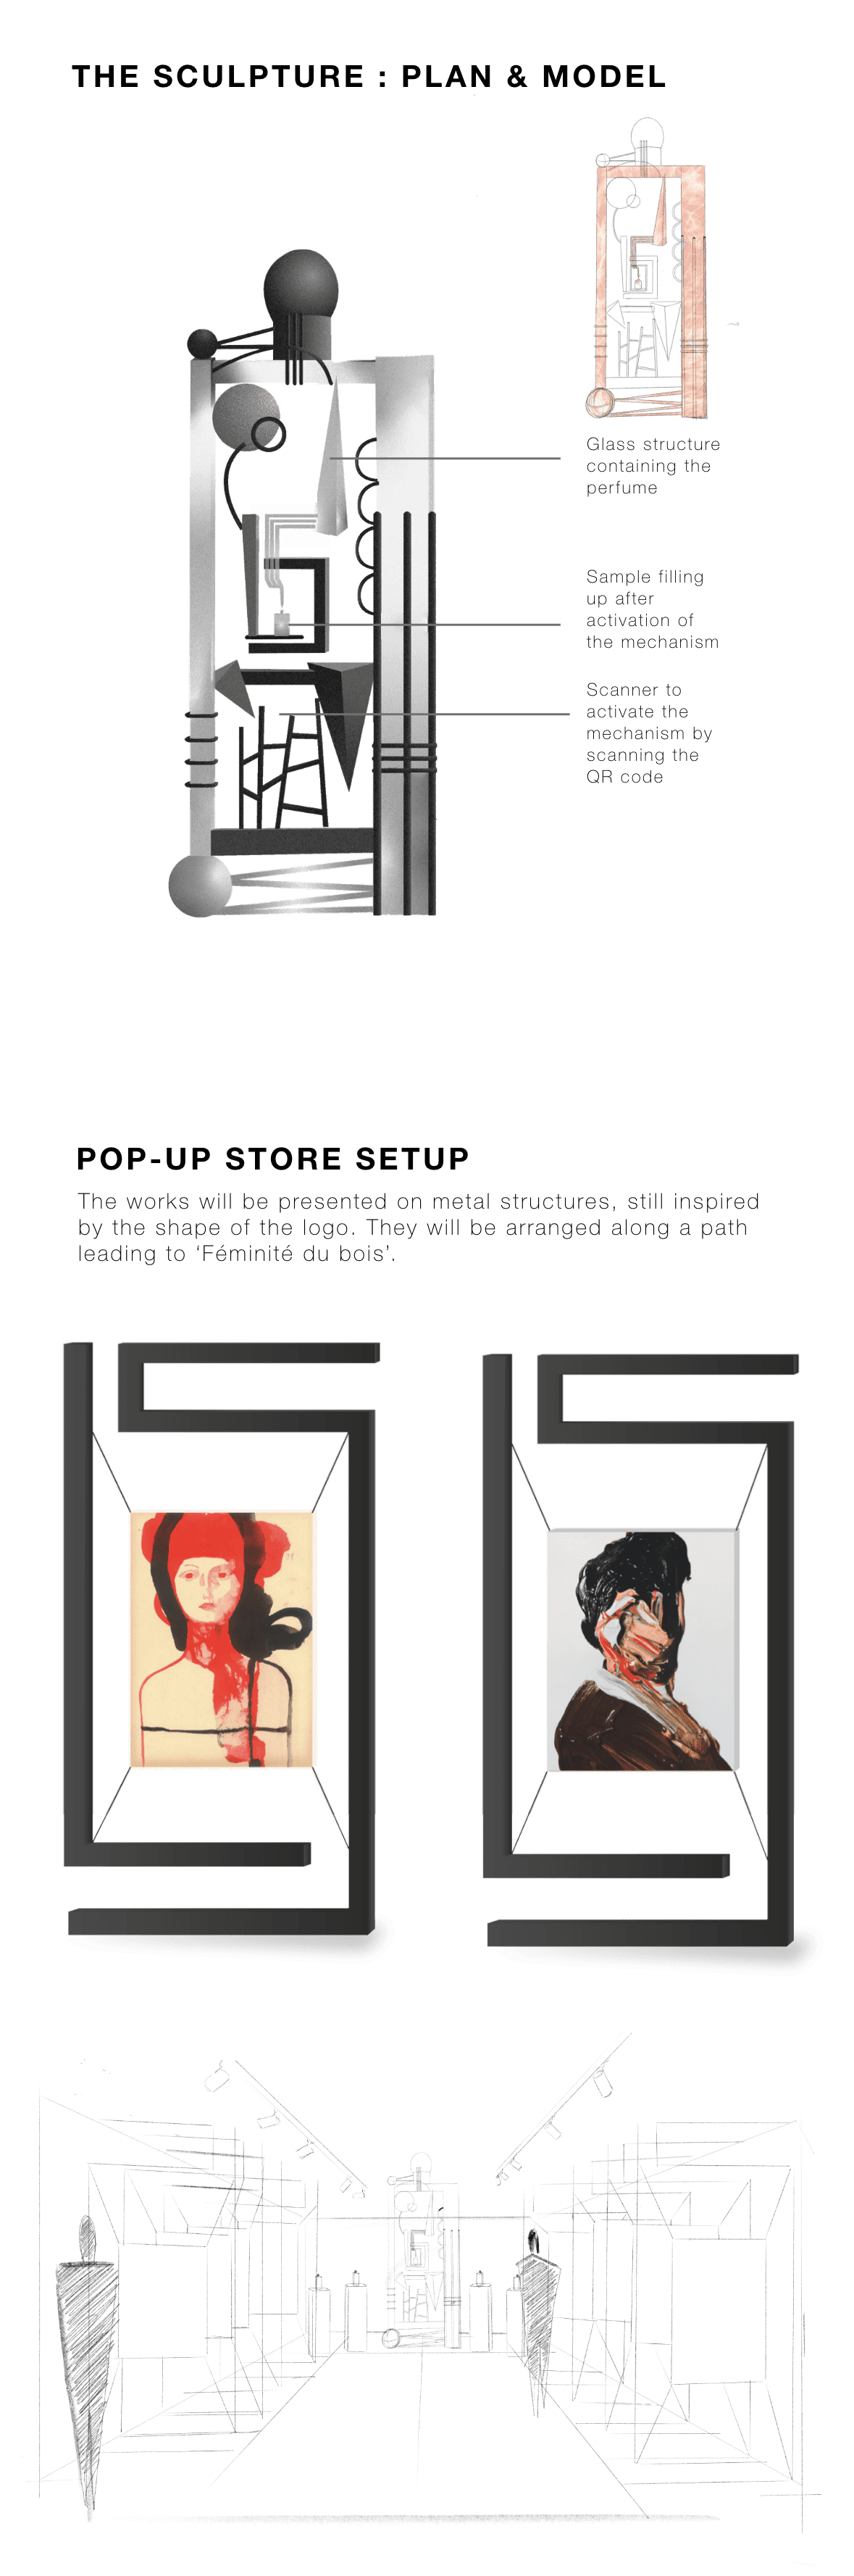 THE SCULPTURE : PLAN & MODEL
Glass structure
containing the
perfume
Sample filling
up after
activation of
the mechanism
Scanner to
activate the
mechanism by
scanning the
QR code
POP-UP STORE SETUP
The works will be presented on metal structures, still inspired
by the shape of the logo. They will be arranged along a path
leading to ‘Féminité du bois’.